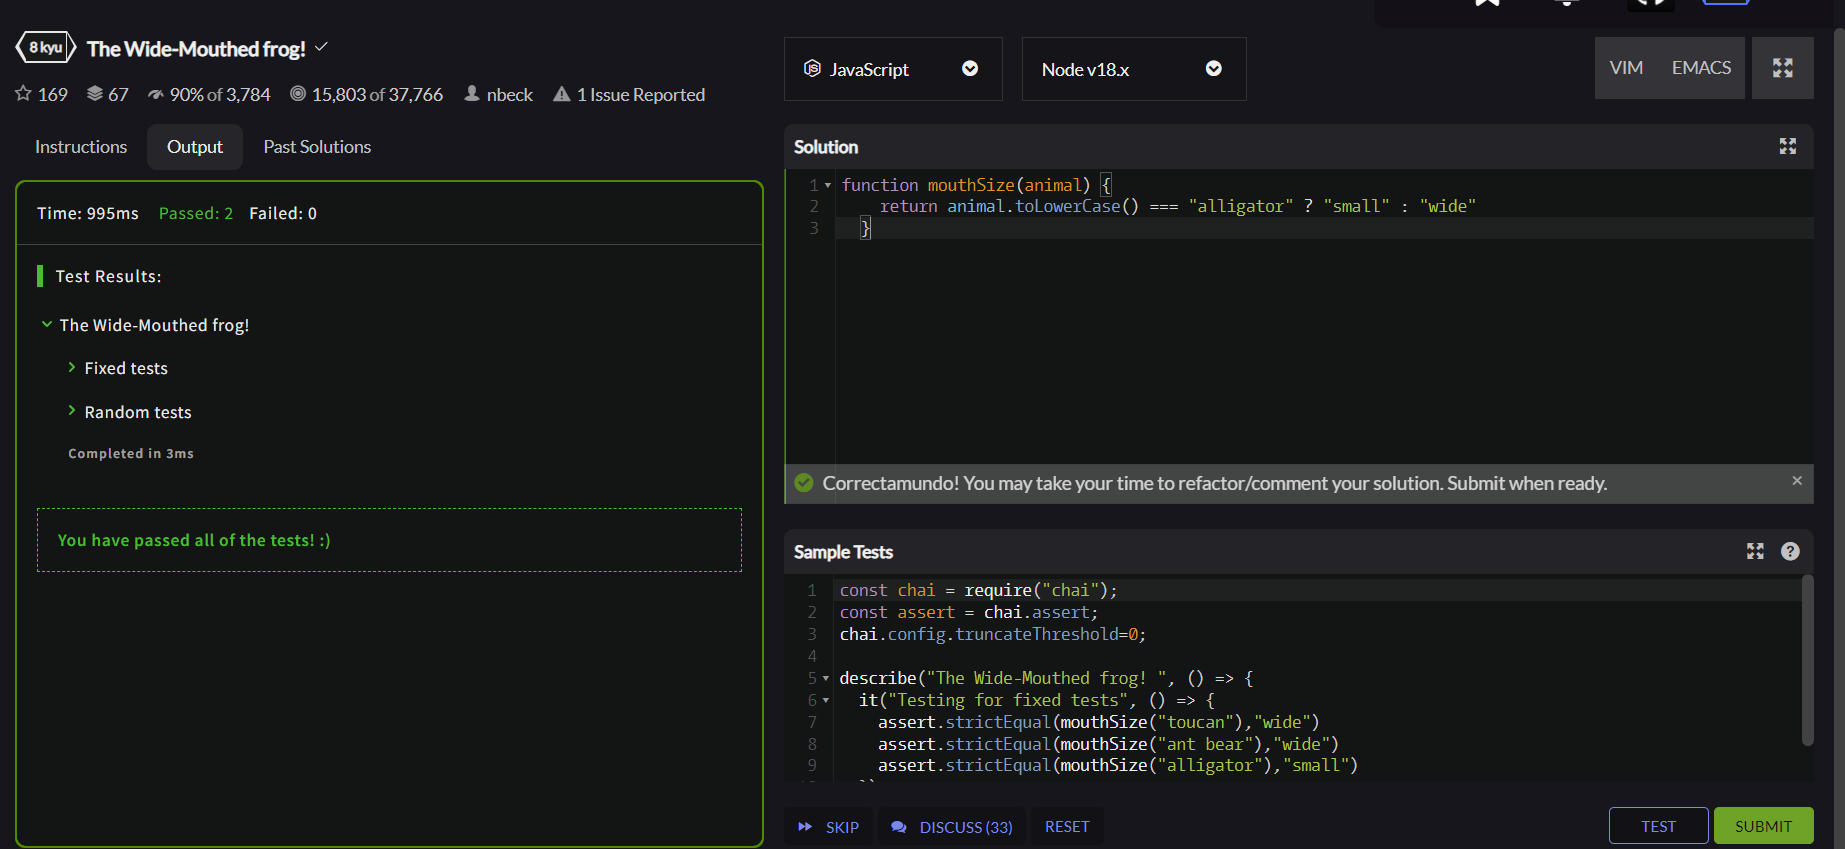 8 kyu The Wide-Mouthed frog!
169 67 90% of 3,784 15,803 of 37,766 nbeck 1 Issue Reported
Instructions Output Past Solutions
Time: 995ms Passed: 2 Failed: 0
Test Results:
The Wide-Mouthed frog!
Fixed tests
Random tests
Completed in 3ms
You have passed all of the tests! :)
JavaScript Node v18.x VIM EMACS
Solution
1 function mouthSize(animal) {
2 return animal.toLowerCase() === "alligator" ? "small" : "wide"
3 }
Correctamundo! You may take your time to refactor/comment your solution. Submit when ready. ×
Sample Tests ?
1 const chai = require("chai");
2 const assert = chai.assert;
3 chai.config.truncateThreshold=0;
4
5 describe("The Wide-Mouthed frog! ", () => {
6 it("Testing for fixed tests", () => {
7 assert.strictEqual(mouthSize("toucan"),"wide")
8 assert.strictEqual(mouthSize("ant bear"),"wide")
9 assert.strictEqual(mouthSize("alligator"),"small")
SKIP DISCUSS (33) RESET TEST SUBMIT